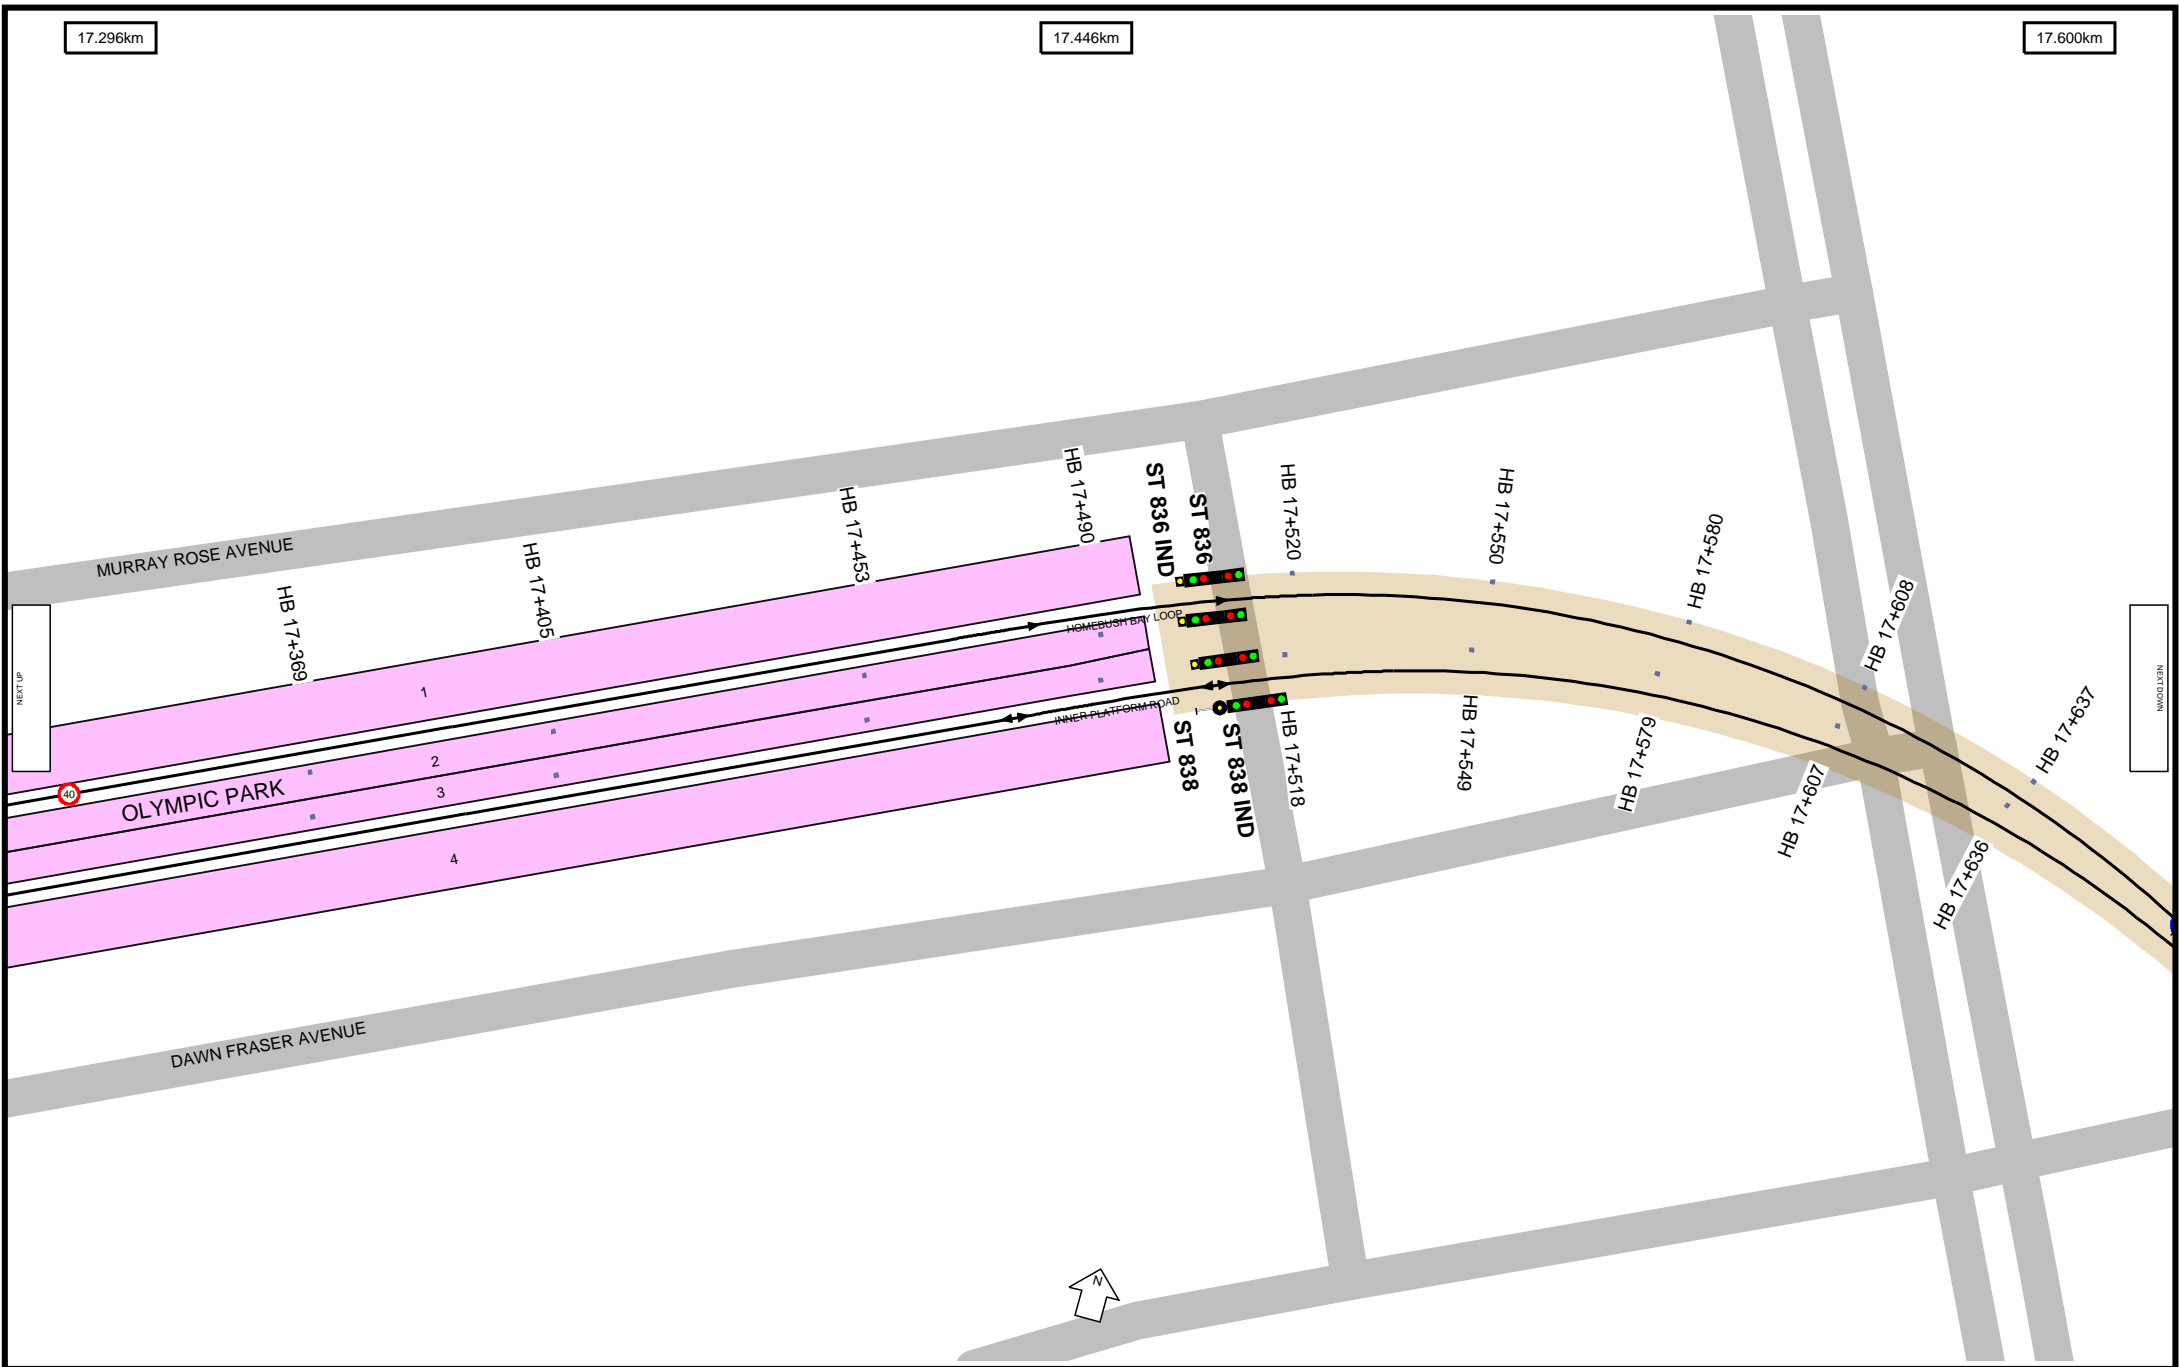 17.296km
17.446km
17.600km
MURRAY ROSE AVENUE
HB 17+369
HB 17+405
HB 17+453
HB 17+490
ST 836 IND
ST 836
HB 17+520
HB 17+550
HB 17+580
HB 17+608
HB 17+637
NEXT UP
NEXT DOWN
HOMEBUSH BAY LOOP
INNER PLATFORM ROAD
1
2
3
4
40
OLYMPIC PARK
ST 838
ST 838 IND
HB 17+518
HB 17+549
HB 17+579
HB 17+607
HB 17+636
DAWN FRASER AVENUE
N